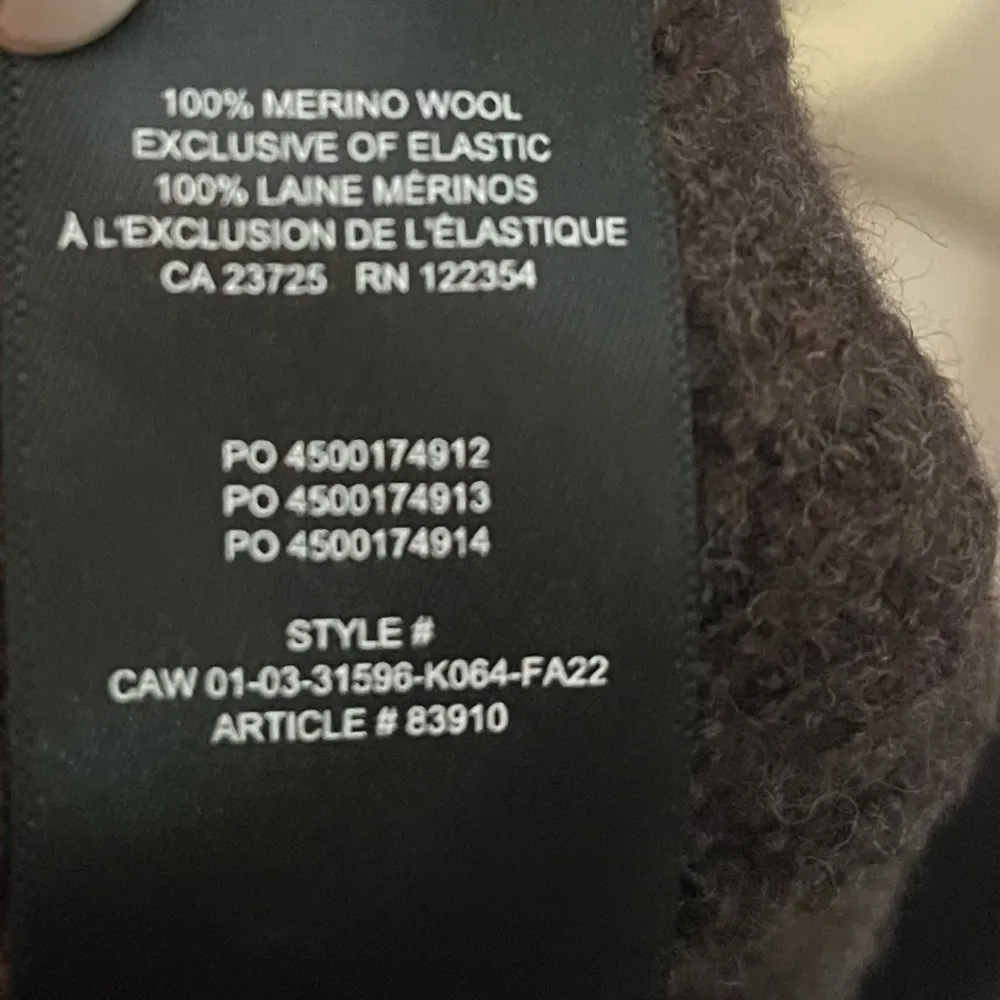 100% MERINO WOOL
EXCLUSIVE OF ELASTIC
100% LAINE MÉRINOS
À L'EXCLUSION DE L'ÉLASTIQUE
CA 23725 RN 122354
PO 4500174912
PO 4500174913
PO 4500174914
STYLE #
CAW 01-03-31596-K064-FA22
ARTICLE # 83910